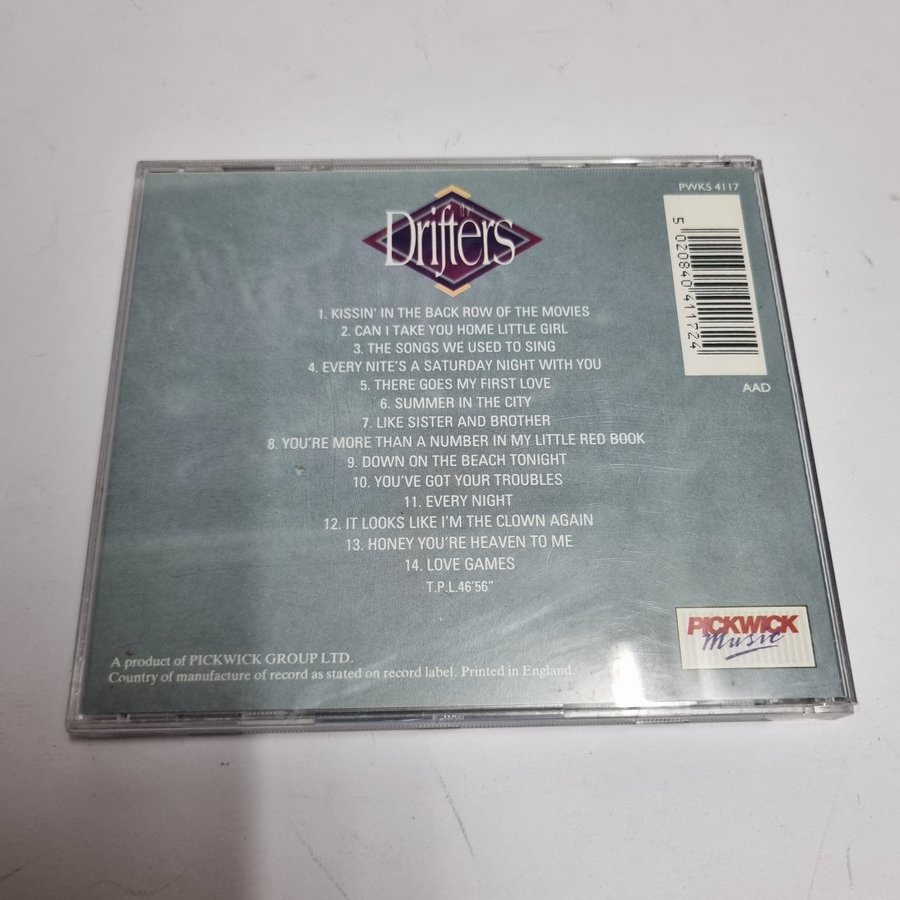 PWKS 4117
The
Drifters
5 020840 411724
AAD
1. KISSIN' IN THE BACK ROW OF THE MOVIES
2. CAN I TAKE YOU HOME LITTLE GIRL
3. THE SONGS WE USED TO SING
4. EVERY NITE'S A SATURDAY NIGHT WITH YOU
5. THERE GOES MY FIRST LOVE
6. SUMMER IN THE CITY
7. LIKE SISTER AND BROTHER
8. YOU'RE MORE THAN A NUMBER IN MY LITTLE RED BOOK
9. DOWN ON THE BEACH TONIGHT
10. YOU'VE GOT YOUR TROUBLES
11. EVERY NIGHT
12. IT LOOKS LIKE I'M THE CLOWN AGAIN
13. HONEY YOU'RE HEAVEN TO ME
14. LOVE GAMES
T.P.L.46'56"
PICKWICK
Music
A product of PICKWICK GROUP LTD.
Country of manufacture of record as stated on record label. Printed in England.